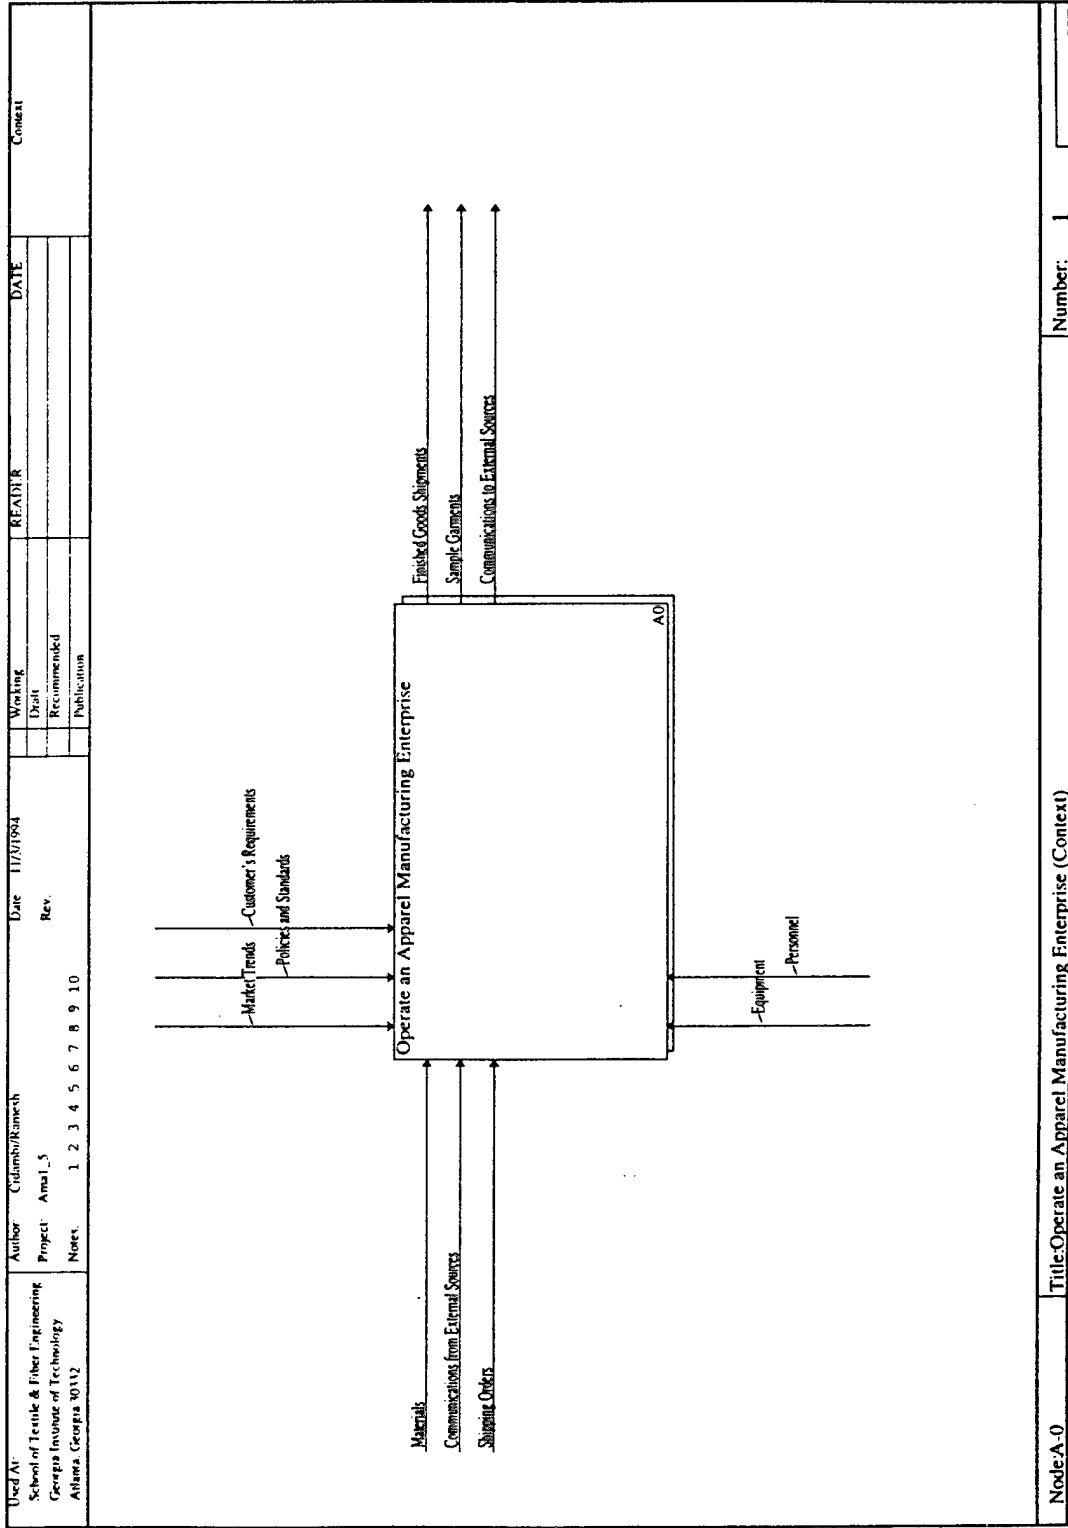 Used At:
School of Textile & Fiber Engineering
Georgia Institute of Technology
Atlanta, Georgia 30332
Author Cidambi/Ramesh
Date 11/3/1994
Project Ama1_5
Rev.
Notes. 1 2 3 4 5 6 7 8 9 10
Working
Draft
Recommended
Publication
READER
DATE
Context
Market Trends
Customer's Requirements
Policies and Standards
Materials
Communications from External Sources
Shipping Orders
Operate an Apparel Manufacturing Enterprise
A0
Finished Goods Shipments
Sample Garments
Communications to External Sources
Equipment
Personnel
Node:A-0
Title:Operate an Apparel Manufacturing Enterprise (Context)
Number: 1